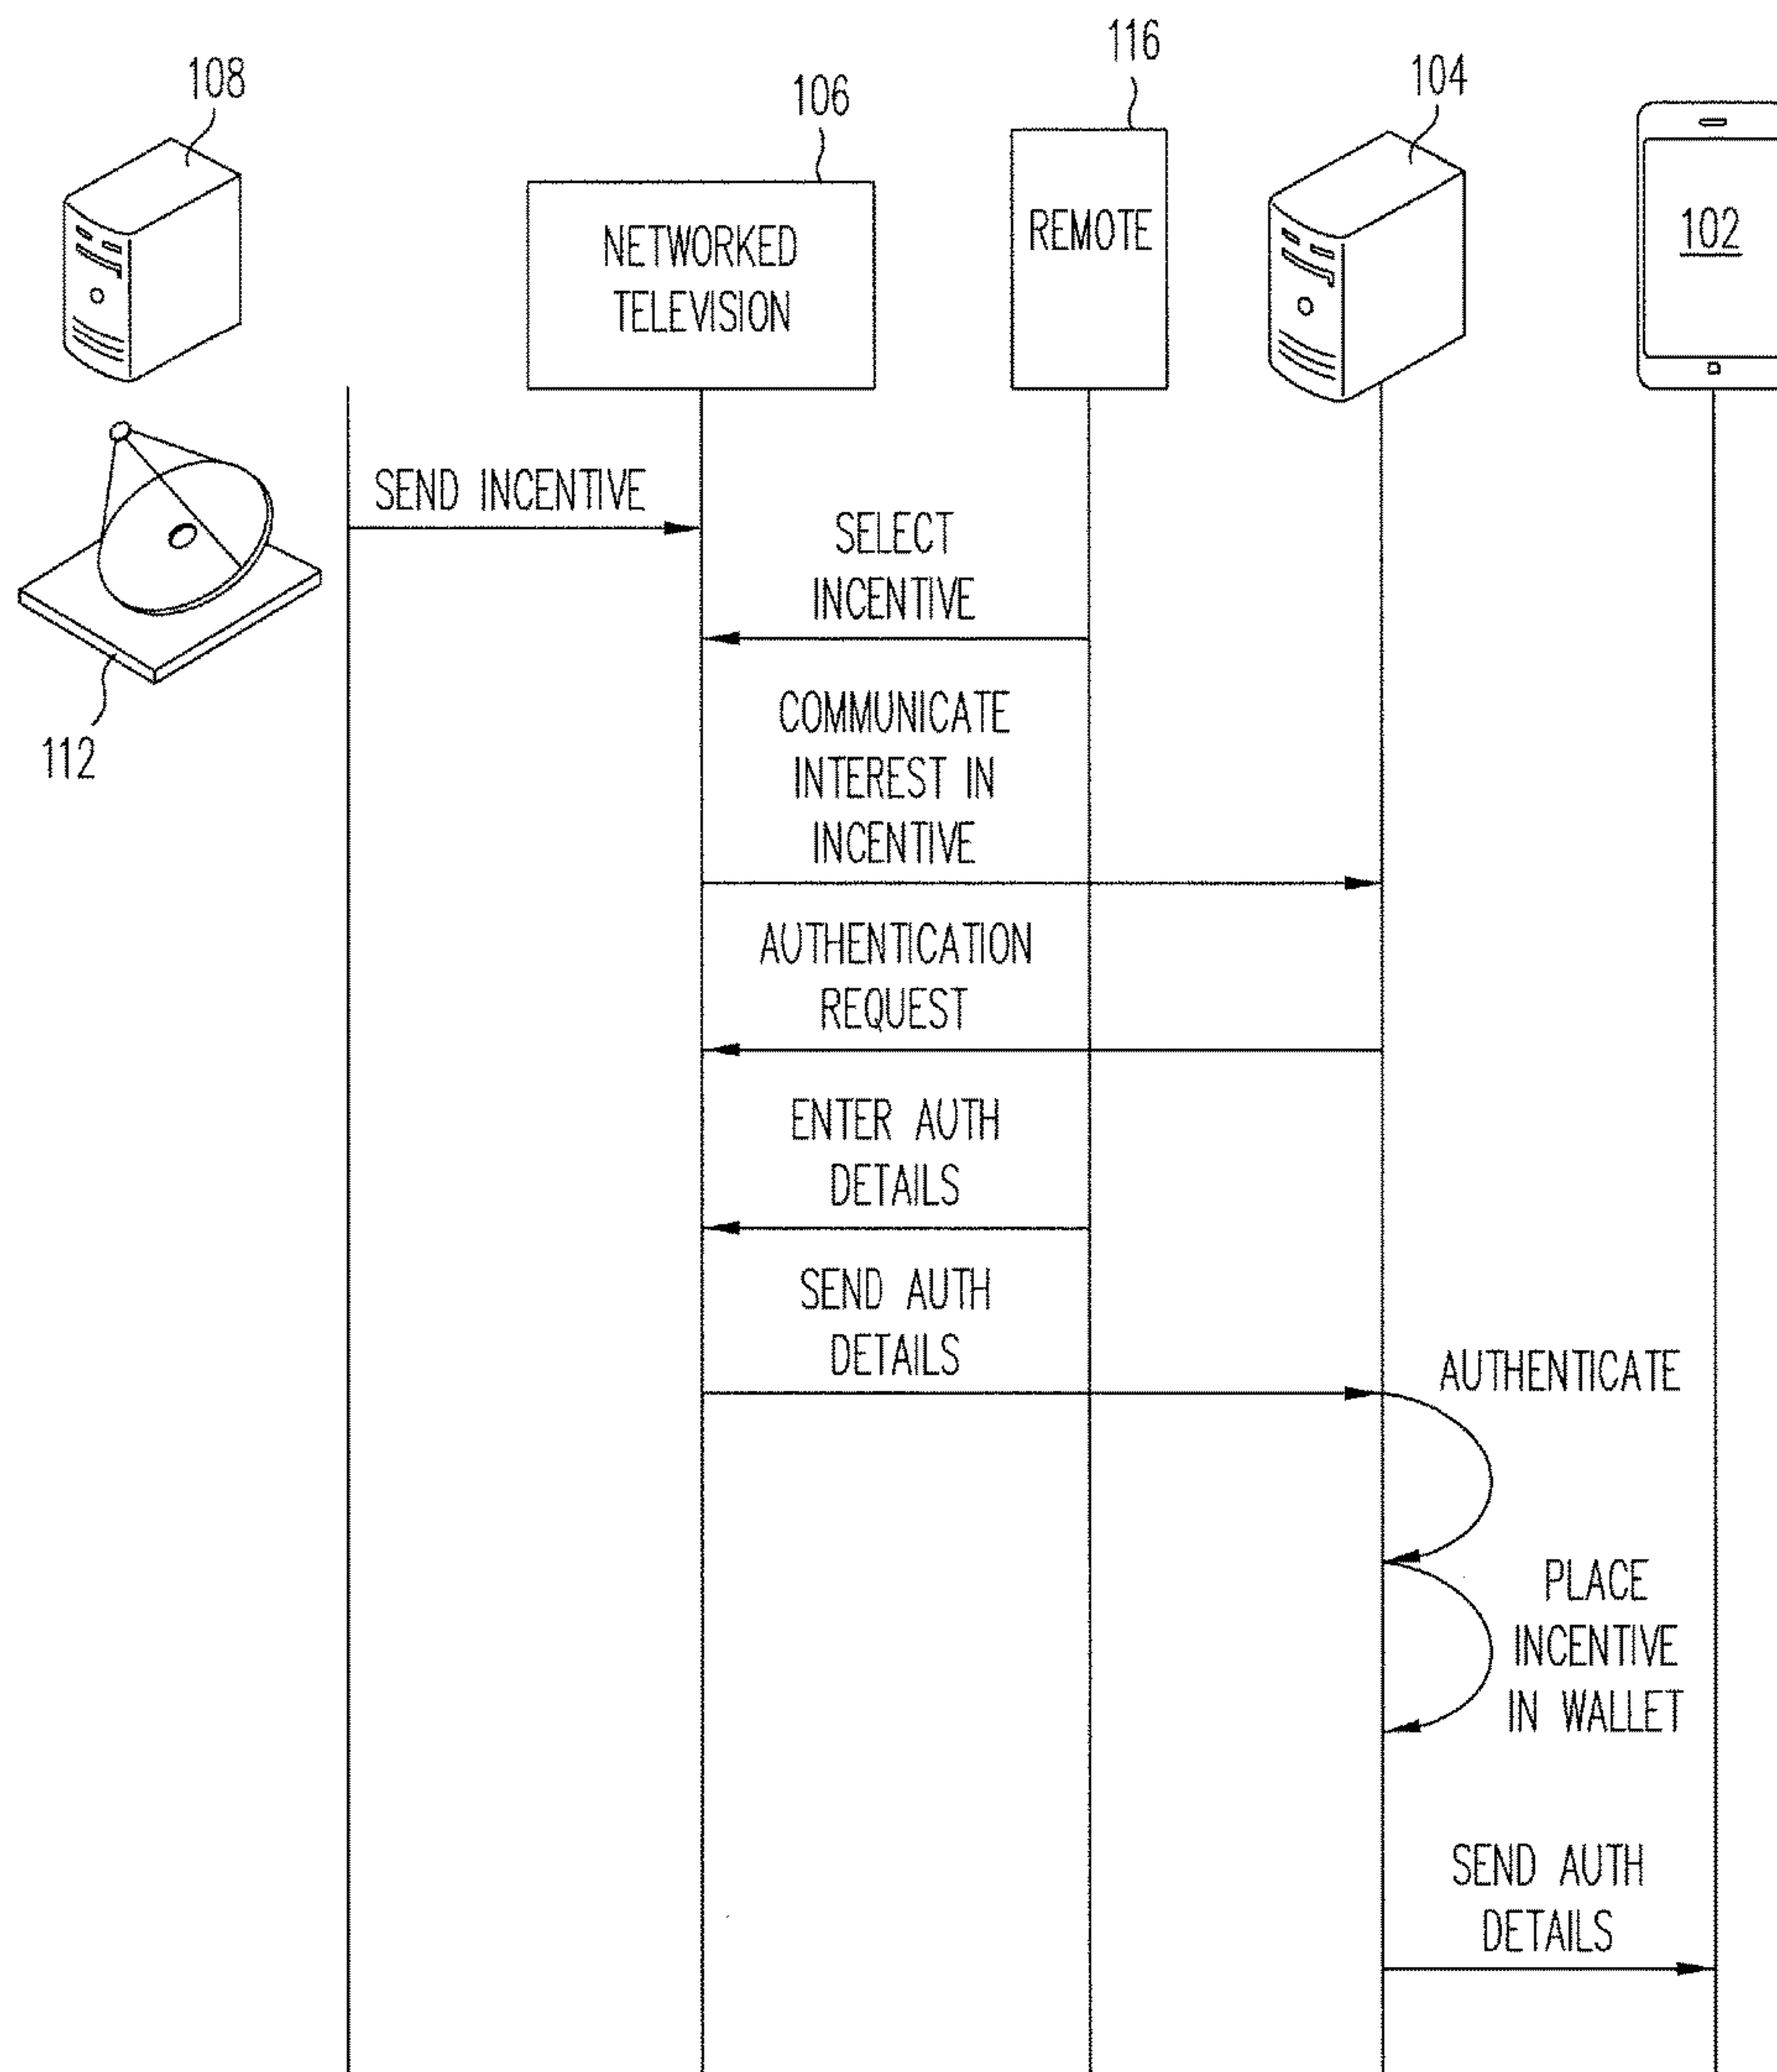 116
108
104
106
NETWORKED
TELEVISION
REMOTE
102
SEND INCENTIVE
SELECT
INCENTIVE
112
COMMUNICATE
INTEREST IN
INCENTIVE
AUTHENTICATION
REQUEST
ENTER AUTH
DETAILS
SEND AUTH
DETAILS
AUTHENTICATE
PLACE
INCENTIVE
IN WALLET
SEND AUTH
DETAILS